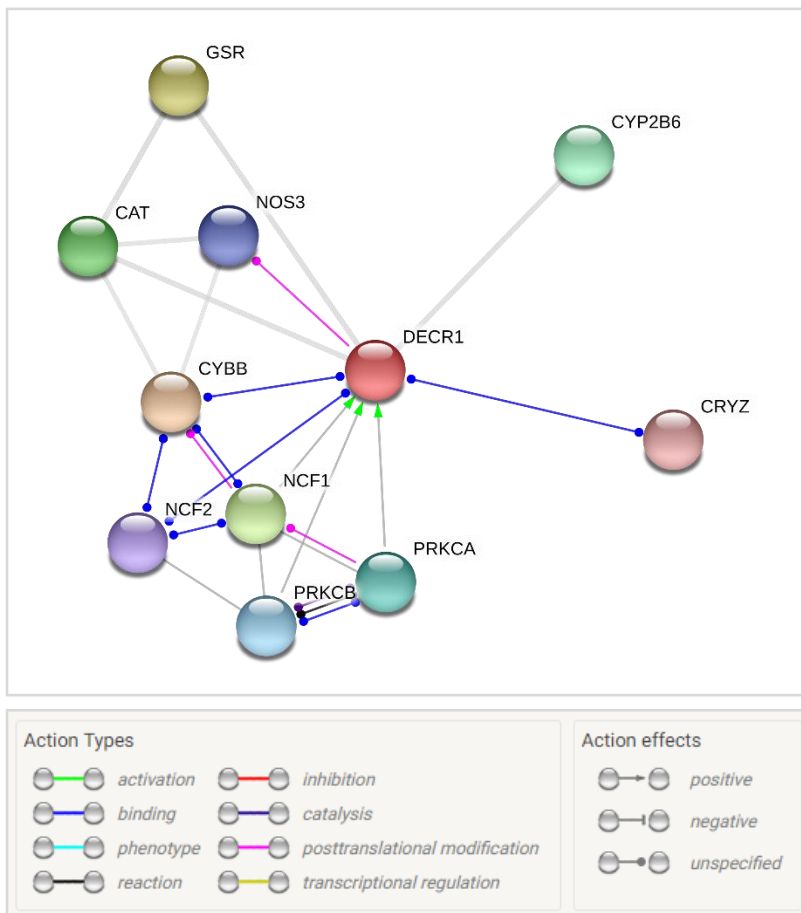 GSR
CYP2B6
CAT
NOS3
DECR1
CYBB
CRYZ
NCF1
NCF2
PRKCA
PRKCB
Action Types
activation
inhibition
binding
catalysis
phenotype
posttranslational modification
reaction
transcriptional regulation
Action effects
positive
negative
unspecified